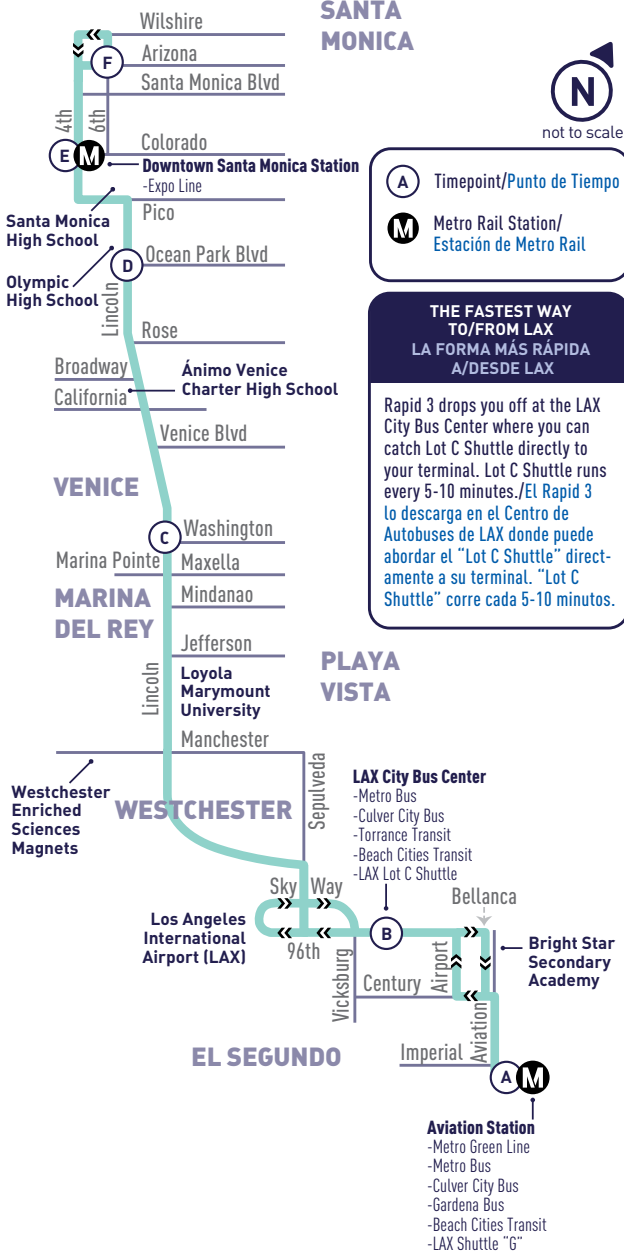 SANTA
MONICA
Wilshire
Arizona
F
Santa Monica Blvd
4th
6th
N
not to scale
Colorado
E
M
Downtown Santa Monica Station
-Expo Line
Pico
Santa Monica
High School
Ocean Park Blvd
D
Olympic
High School
Lincoln
Rose
Broadway
Ánimo Venice
Charter High School
California
Venice Blvd
VENICE
C
Washington
Marina Pointe
Maxella
MARINA
DEL REY
Mindanao
Jefferson
PLAYA
VISTA
Lincoln
Loyola
Marymount
University
Manchester
Sepulveda
Westchester
Enriched
Sciences
Magnets
WESTCHESTER
LAX City Bus Center
-Metro Bus
-Culver City Bus
-Torrance Transit
-Beach Cities Transit
-LAX Lot C Shuttle
Sky Way
Bellanca
Los Angeles
International
Airport (LAX)
96th
B
Vicksburg
Century
Airport
Aviation
Bright Star
Secondary
Academy
EL SEGUNDO
Imperial
A
M
Aviation Station
-Metro Green Line
-Metro Bus
-Culver City Bus
-Gardena Bus
-Beach Cities Transit
-LAX Shuttle "G"
A
Timepoint/Punto de Tiempo
M
Metro Rail Station/
Estación de Metro Rail
THE FASTEST WAY
TO/FROM LAX
LA FORMA MÁS RÁPIDA
A/DESDE LAX
Rapid 3 drops you off at the LAX
City Bus Center where you can
catch Lot C Shuttle directly to
your terminal. Lot C Shuttle runs
every 5-10 minutes./El Rapid 3
lo descarga en el Centro de
Autobuses de LAX donde puede
abordar el “Lot C Shuttle” direct-
amente a su terminal. “Lot C
Shuttle” corre cada 5-10 minutos.